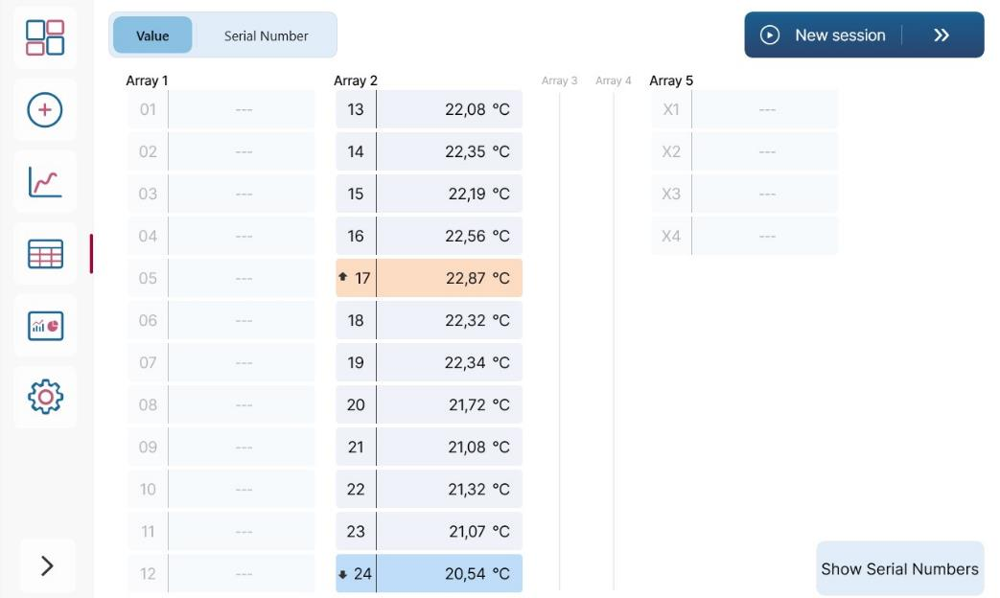 Value Serial Number New session
Array 1 Array 2 Array 3 Array 4 Array 5
01 --- 13 22,08 °C X1 ---
02 --- 14 22,35 °C X2 ---
03 --- 15 22,19 °C X3 ---
04 --- 16 22,56 °C X4 ---
05 --- 17 22,87 °C
06 --- 18 22,32 °C
07 --- 19 22,34 °C
08 --- 20 21,72 °C
09 --- 21 21,08 °C
10 --- 22 21,32 °C
11 --- 23 21,07 °C
12 --- 24 20,54 °C
Show Serial Numbers